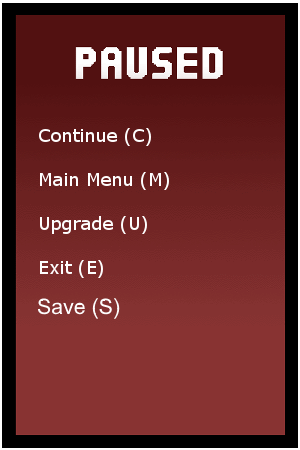 PAUSED
Continue (C)
Main Menu (M)
Upgrade (U)
Exit (E)
Save (S)